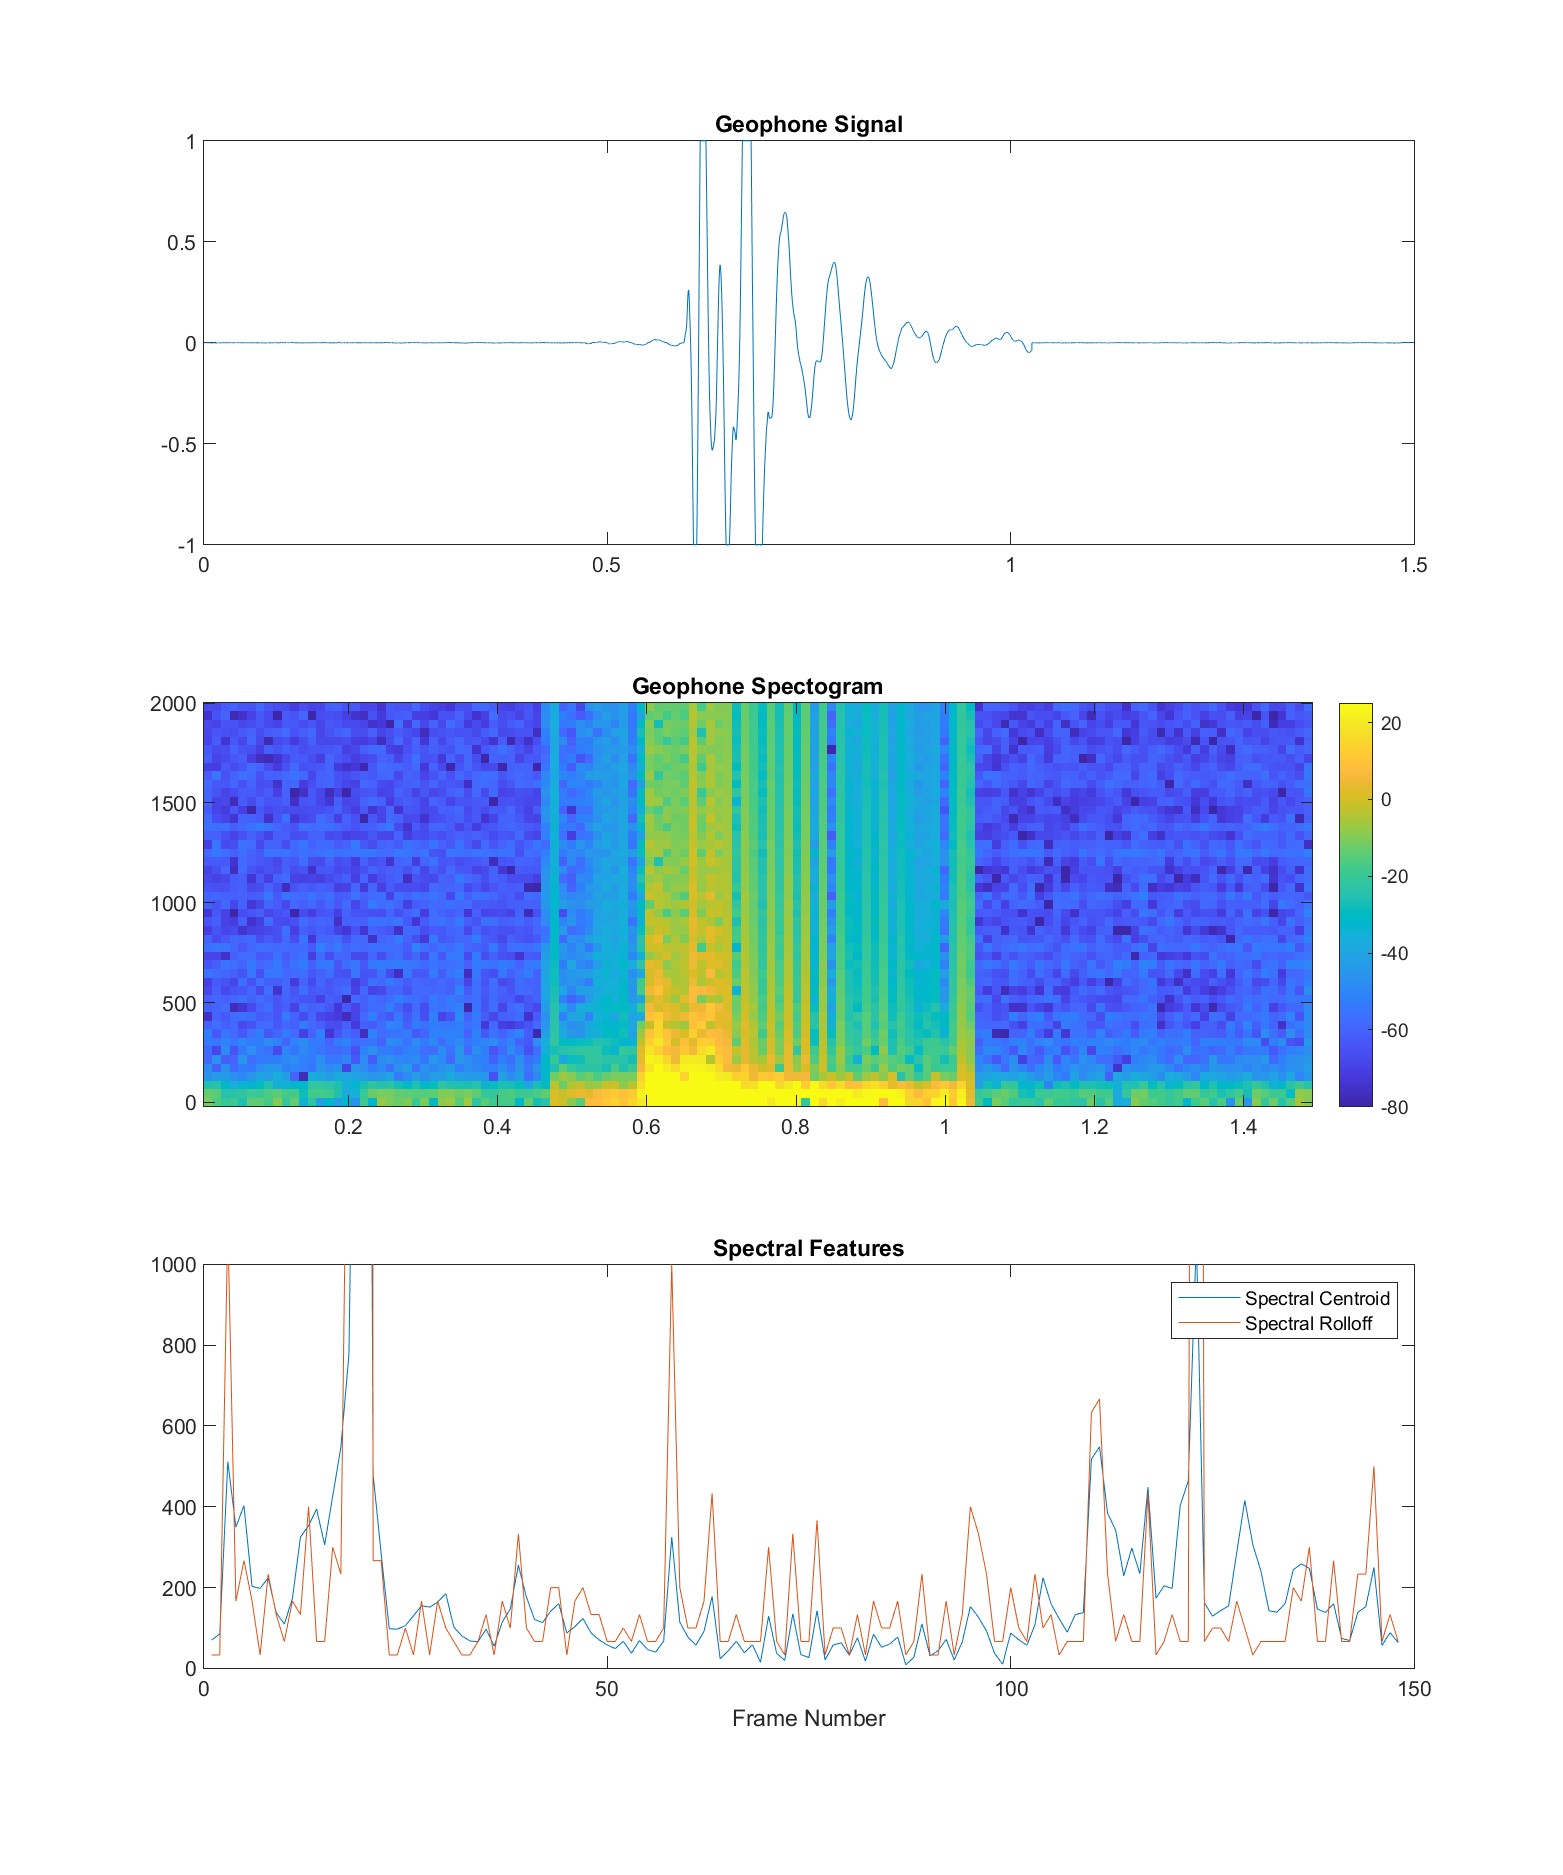 Geophone Signal
1
0.5
0
-0.5
-1
0 0.5 1 1.5
Geophone Spectogram
2000
1500
1000
500
0
0.2 0.4 0.6 0.8 1 1.2 1.4
20
0
-20
-40
-60
-80
Spectral Features
1000
800
600
400
200
0
Spectral Centroid
Spectral Rolloff
0 50 100 150
Frame Number